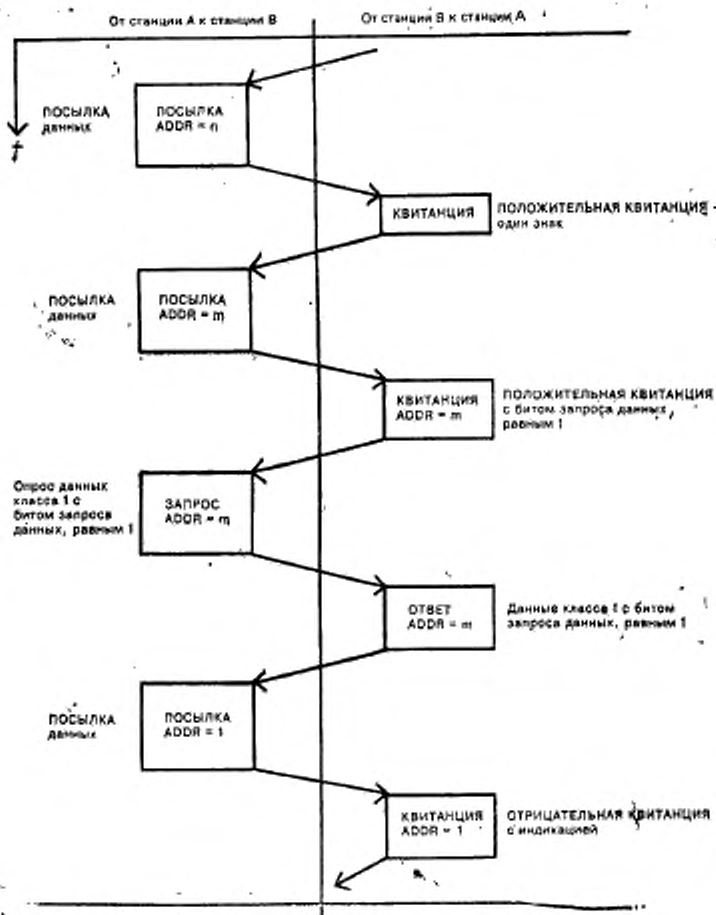 От станции А к станции В
От станции В к станции А
t
ПОСЫЛКА
данных
ПОСЫЛКА
ADDR = n
КВИТАНЦИЯ
ПОЛОЖИТЕЛЬНАЯ КВИТАНЦИЯ -
один знак
ПОСЫЛКА
данных
ПОСЫЛКА
ADDR = m
КВИТАНЦИЯ
ADDR = m
ПОЛОЖИТЕЛЬНАЯ КВИТАНЦИЯ
с битом запроса данных,
равным 1
Опрос данных
класса 1 с
битом запроса
данных, равным 1
ЗАПРОС
ADDR = m
ОТВЕТ
ADDR = m
Данные класса 1 с битом
запроса данных, равным 1
ПОСЫЛКА
данных
ПОСЫЛКА
ADDR = 1
КВИТАНЦИЯ
ADDR = 1
ОТРИЦАТЕЛЬНАЯ КВИТАНЦИЯ
с индикацией